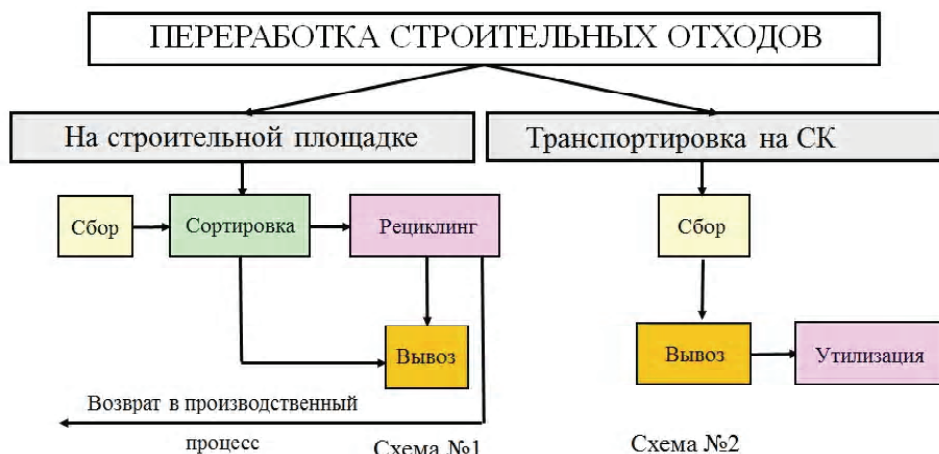 ПЕРЕРАБОТКА СТРОИТЕЛЬНЫХ ОТХОДОВ
На строительной площадке
Транспортировка на СК
Сбор
Сортировка
Рециклинг
Сбор
Вывоз
Вывоз
Утилизация
Возврат в производственный
процесс
Схема №1
Схема №2